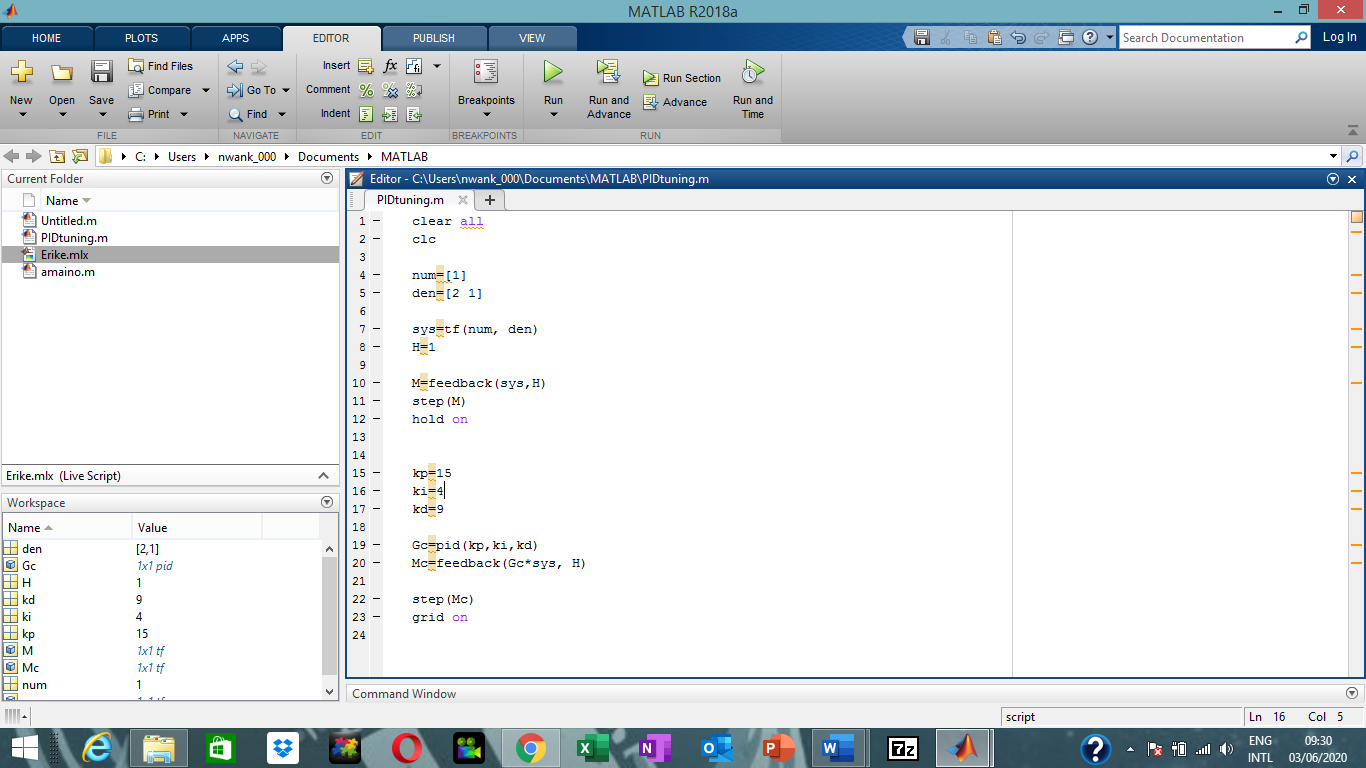 MATLAB R2018a
HOME PLOTS APPS EDITOR PUBLISH VIEW
Search Documentation
Log In
New Open Save
Find Files
Compare
Print
FILE
Go To
Find
NAVIGATE
Insert
Comment
Indent
EDIT
Breakpoints
BREAKPOINTS
Run
Run and Advance
Run Section
Advance
Run and Time
RUN
C: Users nwank_000 Documents MATLAB
Current Folder
Name
Untitled.m
PIDtuning.m
Erike.mlx
amaino.m
Erike.mlx (Live Script)
Workspace
Name Value
den [2,1]
Gc 1x1 pid
H 1
kd 9
ki 4
kp 15
M 1x1 tf
Mc 1x1 tf
num 1
Editor - C:\Users\nwank_000\Documents\MATLAB\PIDtuning.m
PIDtuning.m
1 clear all
2 clc
3
4 num=[1]
5 den=[2 1]
6
7 sys=tf(num, den)
8 H=1
9
10 M=feedback(sys,H)
11 step(M)
12 hold on
13
14
15 kp=15
16 ki=4
17 kd=9
18
19 Gc=pid(kp,ki,kd)
20 Mc=feedback(Gc*sys, H)
21
22 step(Mc)
23 grid on
24
Command Window
script
Ln 16 Col 5
ENG
INTL
09:30
03/06/2020